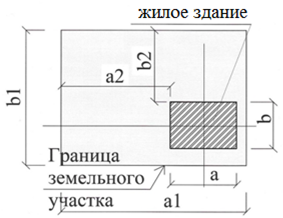 жилое здание
b1
b2
a2
b
Граница
земельного
участка
a
a1